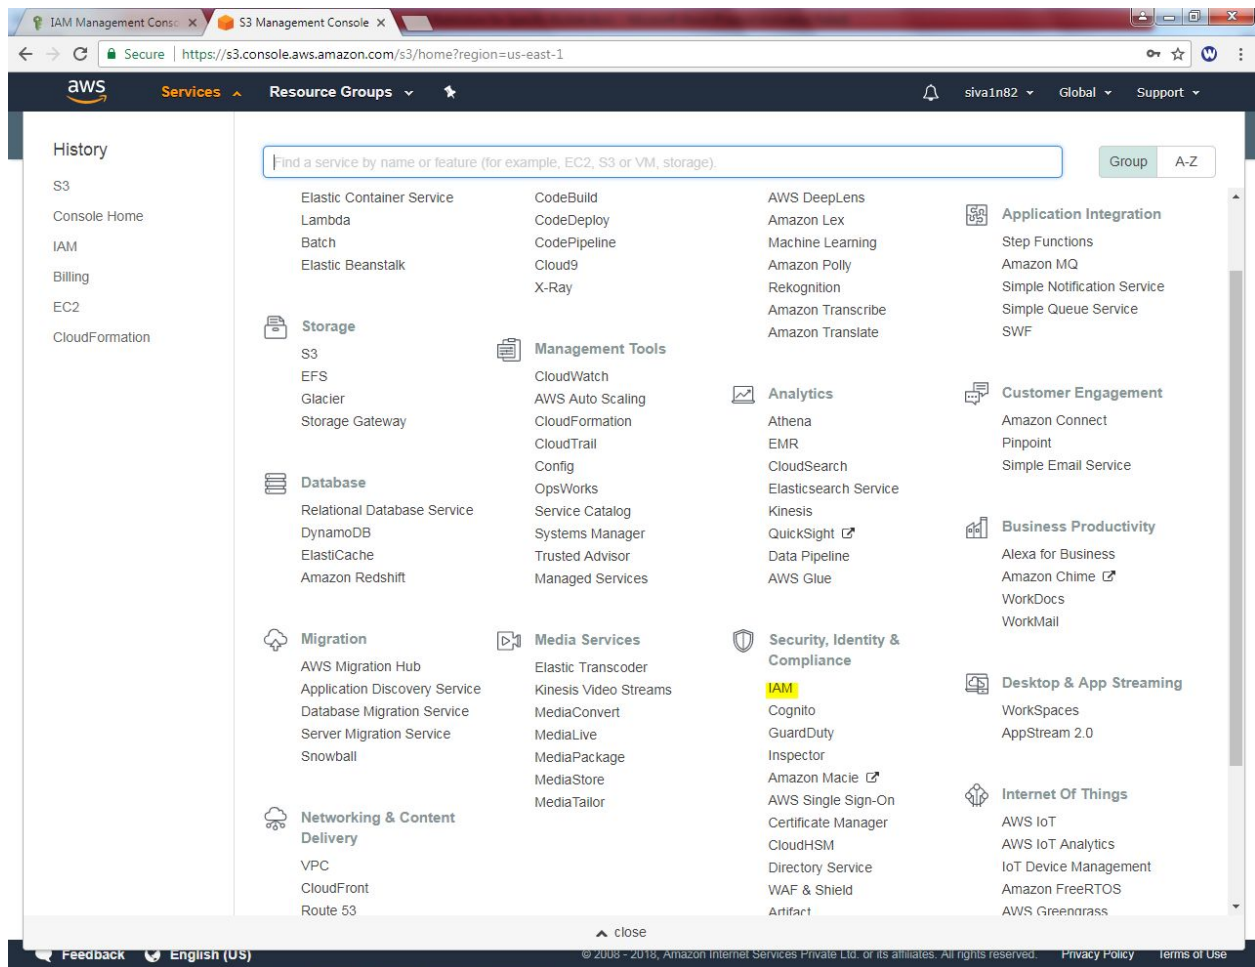 IAM Management Consc
S3 Management Console
Secure
https://s3.console.aws.amazon.com/s3/home?region=us-east-1
W
aws
Services
Resource Groups
siva1n82
Global
Support
History
S3
Console Home
IAM
Billing
EC2
CloudFormation
Find a service by name or feature (for example, EC2, S3 or VM, storage).
Group
A-Z
Elastic Container Service
Lambda
Batch
Elastic Beanstalk
Storage
S3
EFS
Glacier
Storage Gateway
Database
Relational Database Service
DynamoDB
ElastiCache
Amazon Redshift
Migration
AWS Migration Hub
Application Discovery Service
Database Migration Service
Server Migration Service
Snowball
Networking & Content
Delivery
VPC
CloudFront
Route 53
CodeBuild
CodeDeploy
CodePipeline
Cloud9
X-Ray
Management Tools
CloudWatch
AWS Auto Scaling
CloudFormation
CloudTrail
Config
OpsWorks
Service Catalog
Systems Manager
Trusted Advisor
Managed Services
Media Services
Elastic Transcoder
Kinesis Video Streams
MediaConvert
MediaLive
MediaPackage
MediaStore
MediaTailor
AWS DeepLens
Amazon Lex
Machine Learning
Amazon Polly
Rekognition
Amazon Transcribe
Amazon Translate
Analytics
Athena
EMR
CloudSearch
Elasticsearch Service
Kinesis
QuickSight
Data Pipeline
AWS Glue
Security, Identity &
Compliance
IAM
Cognito
GuardDuty
Inspector
Amazon Macie
AWS Single Sign-On
Certificate Manager
CloudHSM
Directory Service
WAF & Shield
Artifact
Application Integration
Step Functions
Amazon MQ
Simple Notification Service
Simple Queue Service
SWF
Customer Engagement
Amazon Connect
Pinpoint
Simple Email Service
Business Productivity
Alexa for Business
Amazon Chime
WorkDocs
WorkMail
Desktop & App Streaming
WorkSpaces
AppStream 2.0
Internet Of Things
AWS IoT
AWS IoT Analytics
IoT Device Management
Amazon FreeRTOS
AWS Greengrass
close
Feedback
English (US)
© 2008 - 2018, Amazon Internet Services Private Ltd. or its affiliates. All rights reserved.
Privacy Policy
Terms of Use